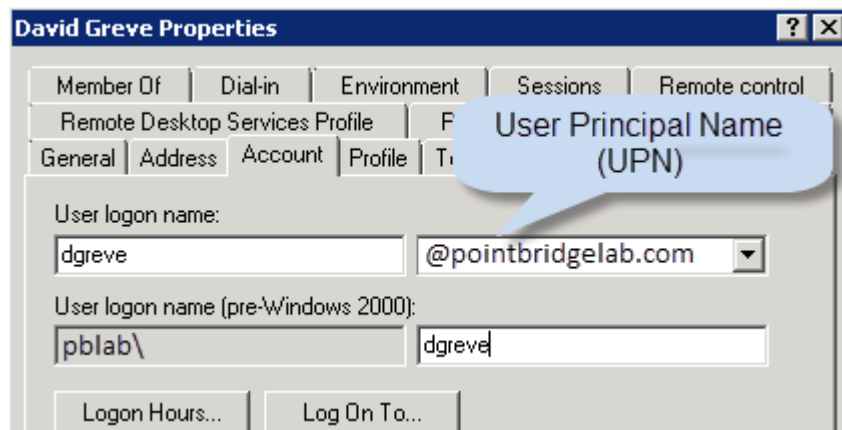 David Greve Properties
Member Of Dial-in Environment Sessions Remote control
Remote Desktop Services Profile
User Principal Name
(UPN)
General Address Account Profile
User logon name:
dgreve @pointbridgelab.com
User logon name (pre-Windows 2000):
pblab\ dgreve
Logon Hours... Log On To...